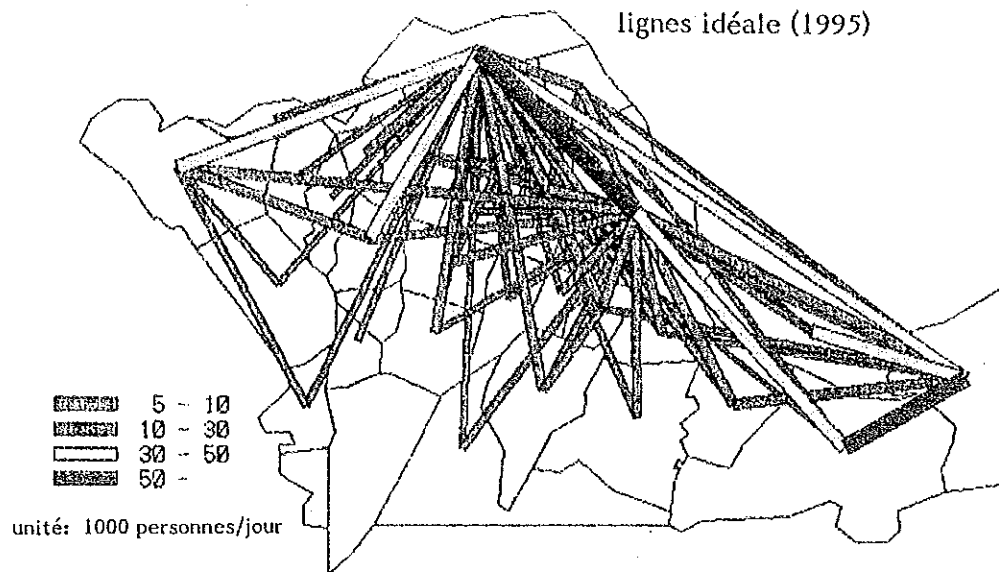 lignes idéale (1995)
5 - 10
10 - 30
30 - 50
50 -
unité: 1000 personnes/jour